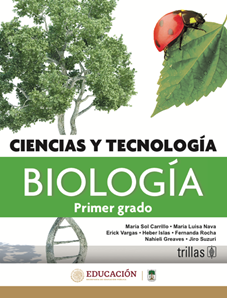 CIENCIAS Y TECNOLOGÍA
BIOLOGÍA
Primer grado
María Sol Carrillo • María Luisa Nava
Erick Vargas • Heber Islas • Fernanda Rocha
Nahieli Greaves • Jiro Suzuri
trillas
EDUCACIÓN